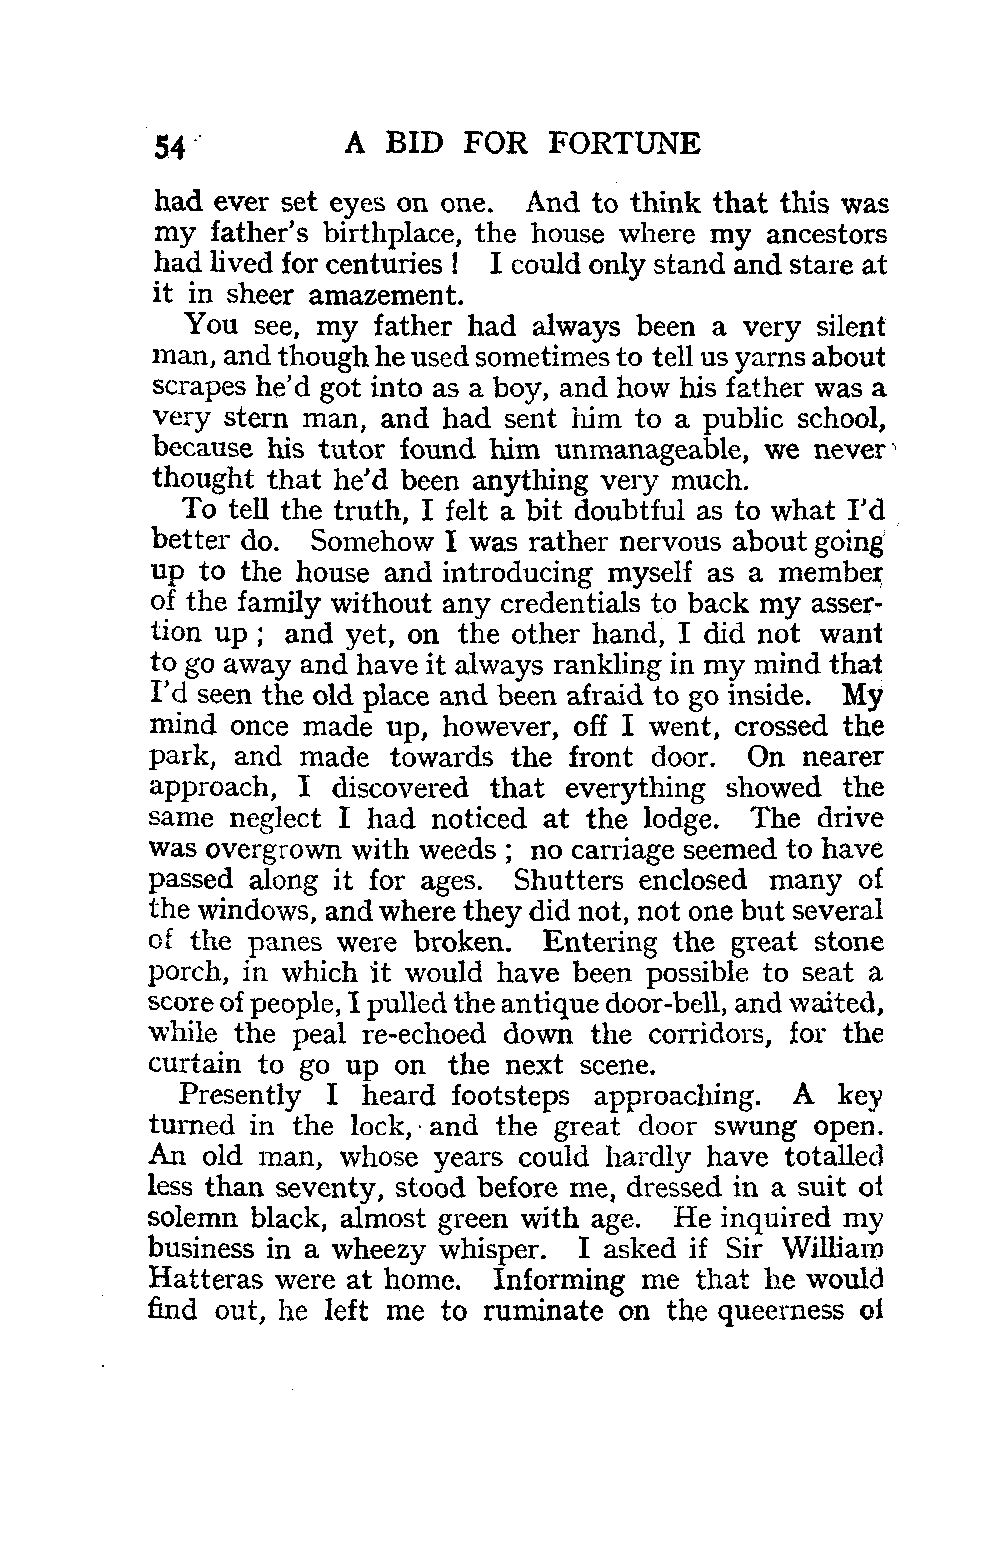 54 A BID FOR FORTUNE
had ever set eyes on one. And to think that this was
my father's birthplace, the house where my ancestors
had lived for centuries ! I could only stand and stare at
it in sheer amazement.
You see, my father had always been a very silent
man, and though he used sometimes to tell us yarns about
scrapes he'd got into as a boy, and how his father was a
very stern man, and had sent him to a public school,
because his tutor found him unmanageable, we never
thought that he'd been anything very much.
To tell the truth, I felt a bit doubtful as to what I'd
better do. Somehow I was rather nervous about going
up to the house and introducing myself as a member
of the family without any credentials to back my asser-
tion up ; and yet, on the other hand, I did not want
to go away and have it always rankling in my mind that
I'd seen the old place and been afraid to go inside. My
mind once made up, however, off I went, crossed the
park, and made towards the front door. On nearer
approach, I discovered that everything showed the
same neglect I had noticed at the lodge. The drive
was overgrown with weeds ; no carriage seemed to have
passed along it for ages. Shutters enclosed many of
the windows, and where they did not, not one but several
of the panes were broken. Entering the great stone
porch, in which it would have been possible to seat a
score of people, I pulled the antique door-bell, and waited,
while the peal re-echoed down the corridors, for the
curtain to go up on the next scene.
Presently I heard footsteps approaching. A key
turned in the lock, and the great door swung open.
An old man, whose years could hardly have totalled
less than seventy, stood before me, dressed in a suit of
solemn black, almost green with age. He inquired my
business in a wheezy whisper. I asked if Sir William
Hatteras were at home. Informing me that he would
find out, he left me to ruminate on the queerness of